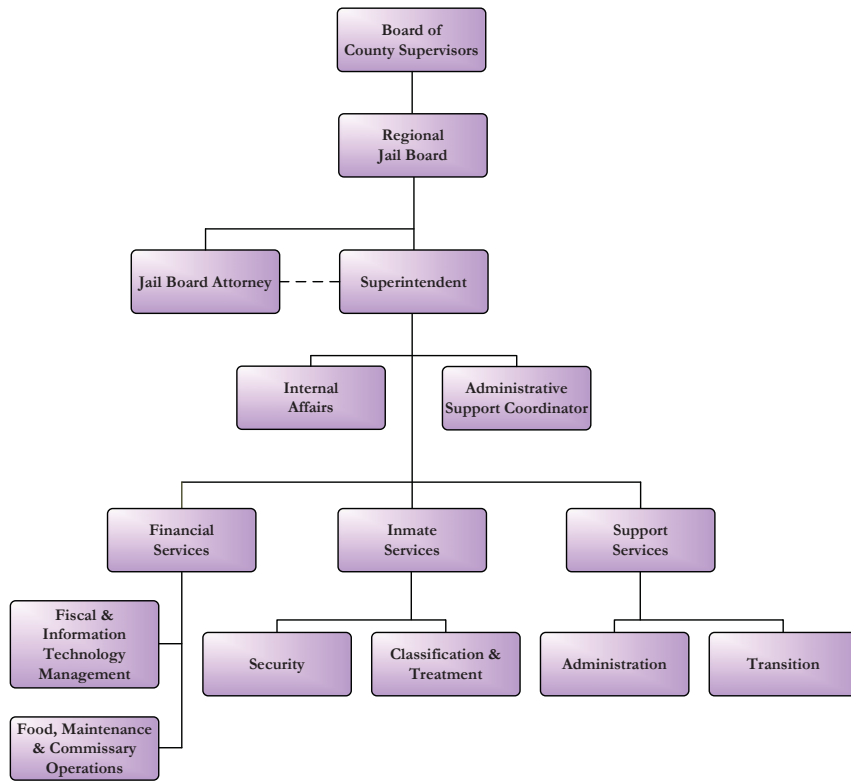 Board of
County Supervisors
Regional
Jail Board
Jail Board Attorney
Superintendent
Internal
Affairs
Administrative
Support Coordinator
Financial
Services
Inmate
Services
Support
Services
Fiscal &
Information
Technology
Management
Security
Classification &
Treatment
Administration
Transition
Food, Maintenance
& Commissary
Operations